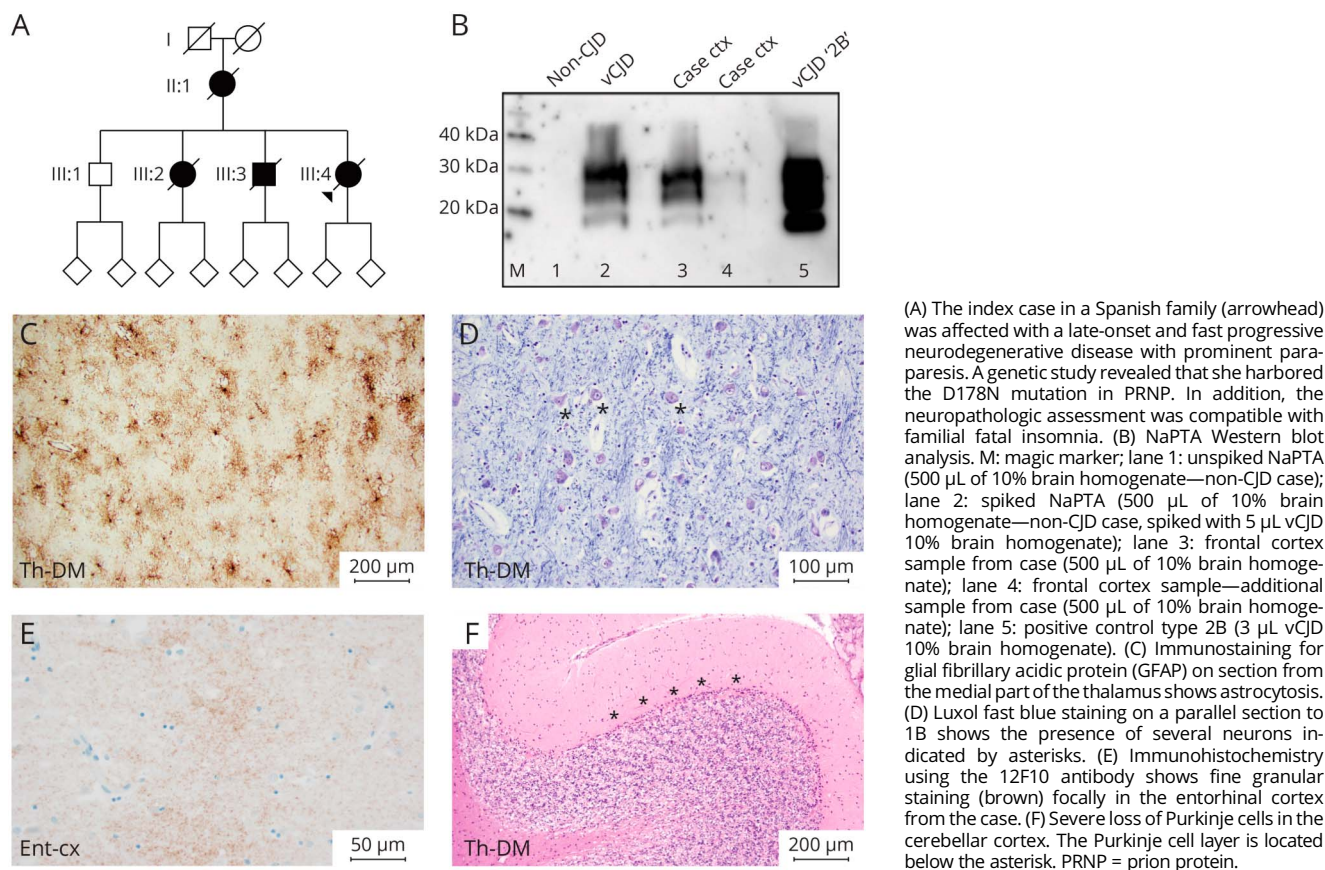 A
I
II:1
III:1
III:2
III:3
III:4
B
Non-CJD
vCJD
Case ctx
Case ctx
vCJD '2B'
40 kDa
30 kDa
20 kDa
M 1 2 3 4 5
C
Th-DM
200 µm
D
Th-DM
100 µm
E
Ent-cx
50 µm
F
Th-DM
200 µm
(A) The index case in a Spanish family (arrowhead)
was affected with a late-onset and fast progressive
neurodegenerative disease with prominent para-
paresis. A genetic study revealed that she harbored
the D178N mutation in PRNP. In addition, the
neuropathologic assessment was compatible with
familial fatal insomnia. (B) NaPTA Western blot
analysis. M: magic marker; lane 1: unspiked NaPTA
(500 µL of 10% brain homogenate—non-CJD case);
lane 2: spiked NaPTA (500 µL of 10% brain
homogenate—non-CJD case, spiked with 5 µL vCJD
10% brain homogenate); lane 3: frontal cortex
sample from case (500 µL of 10% brain homoge-
nate); lane 4: frontal cortex sample—additional
sample from case (500 µL of 10% brain homoge-
nate); lane 5: positive control type 2B (3 µL vCJD
10% brain homogenate). (C) Immunostaining for
glial fibrillary acidic protein (GFAP) on section from
the medial part of the thalamus shows astrocytosis.
(D) Luxol fast blue staining on a parallel section to
1B shows the presence of several neurons in-
dicated by asterisks. (E) Immunohistochemistry
using the 12F10 antibody shows fine granular
staining (brown) focally in the entorhinal cortex
from the case. (F) Severe loss of Purkinje cells in the
cerebellar cortex. The Purkinje cell layer is located
below the asterisk. PRNP = prion protein.